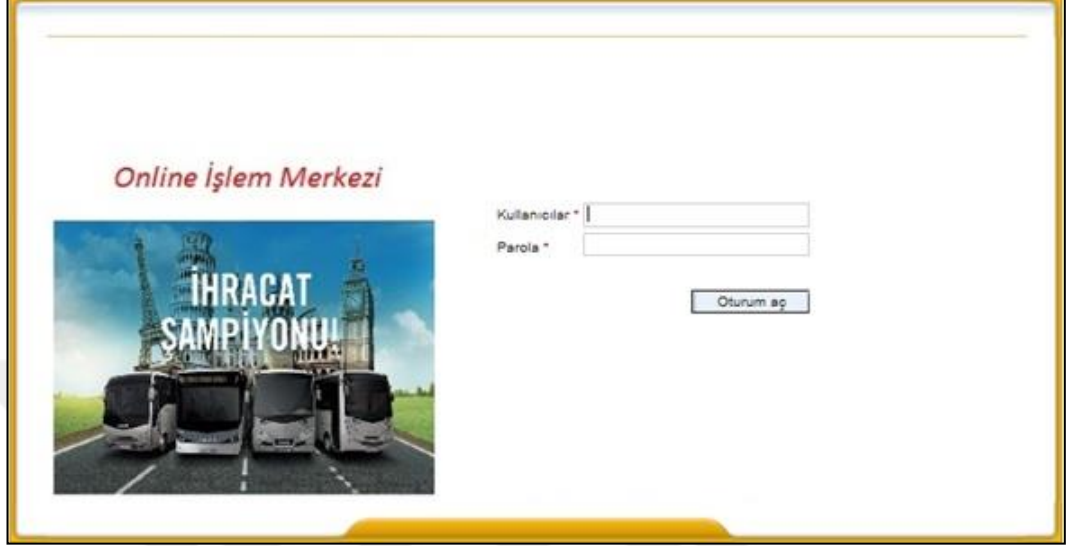 Online İşlem Merkezi
Kullanıcılar *
Parola *
İHRACAT
ŞAMPİYONU!
Oturum aç